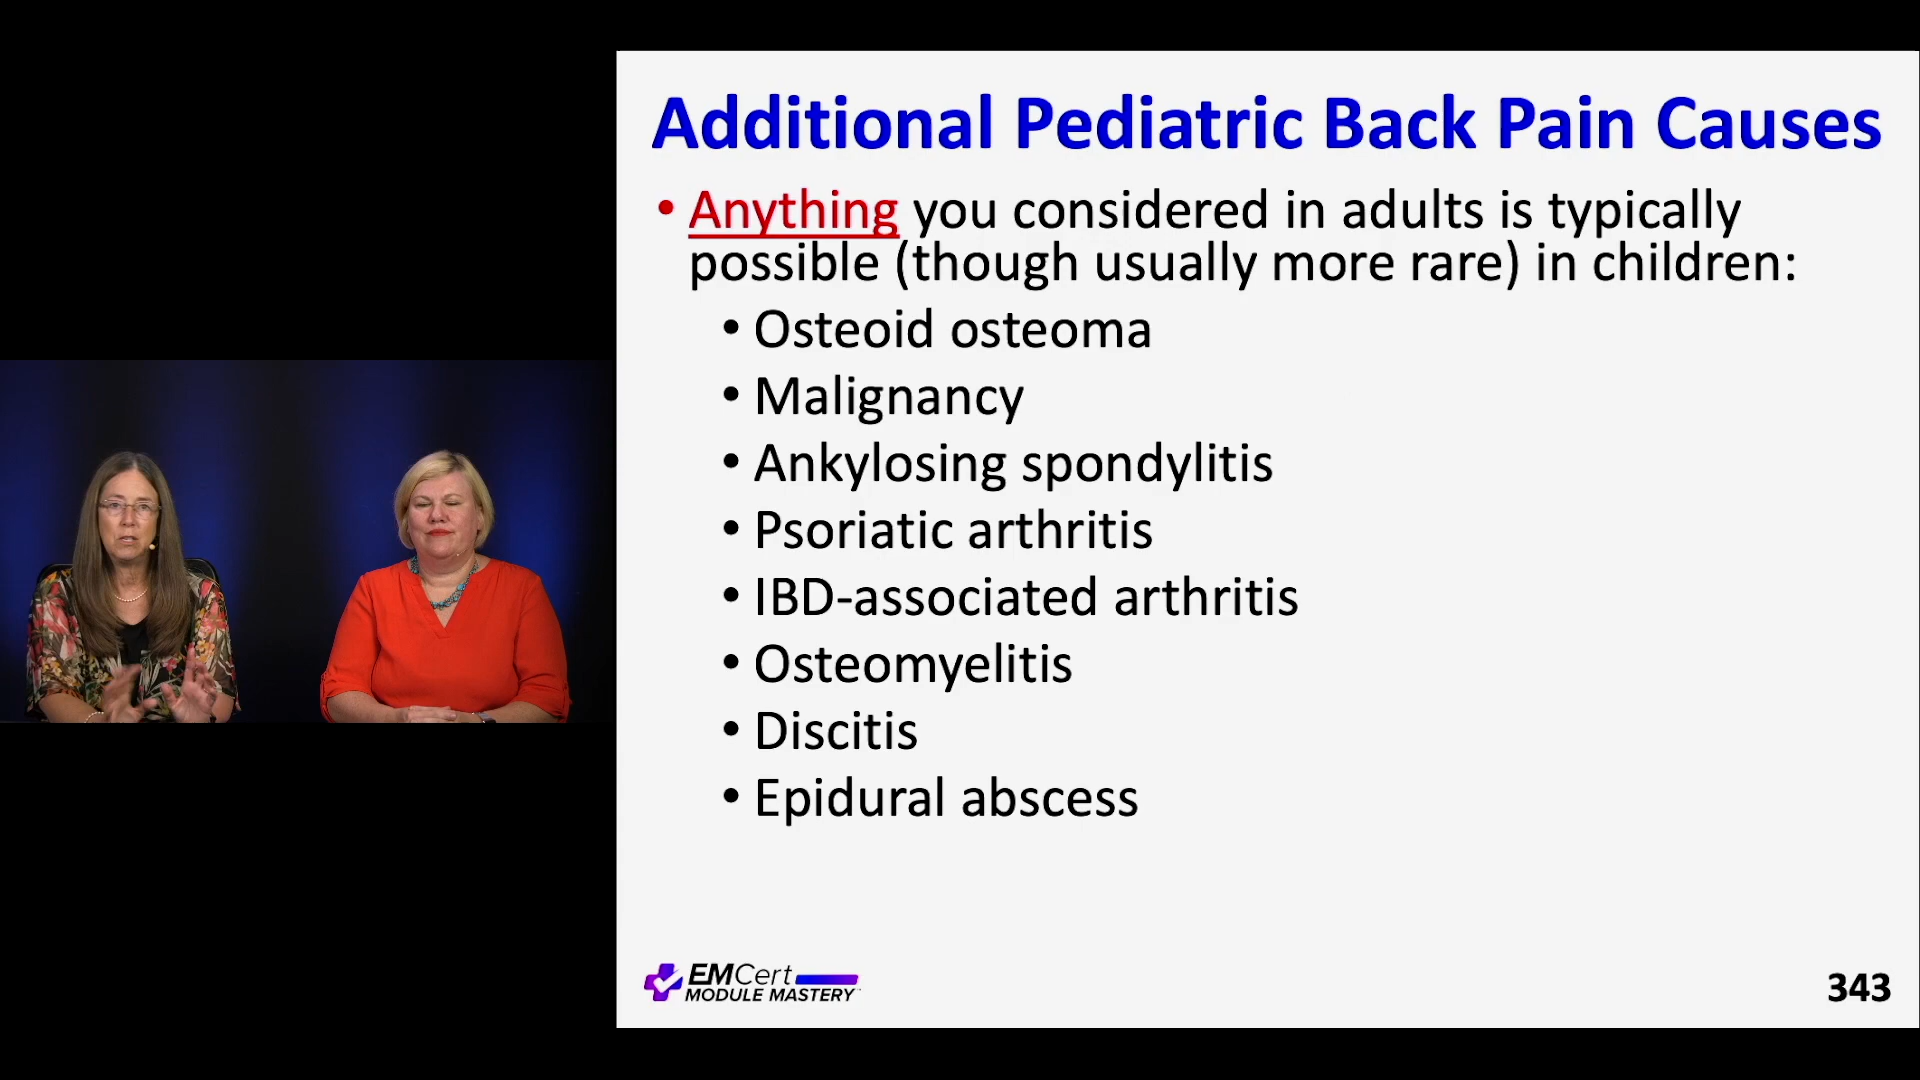 Additional Pediatric Back Pain Causes
• Anything you considered in adults is typically
possible (though usually more rare) in children:
• Osteoid osteoma
• Malignancy
• Ankylosing spondylitis
• Psoriatic arthritis
• IBD-associated arthritis
• Osteomyelitis
• Discitis
• Epidural abscess
EMCert
MODULE MASTERY
343